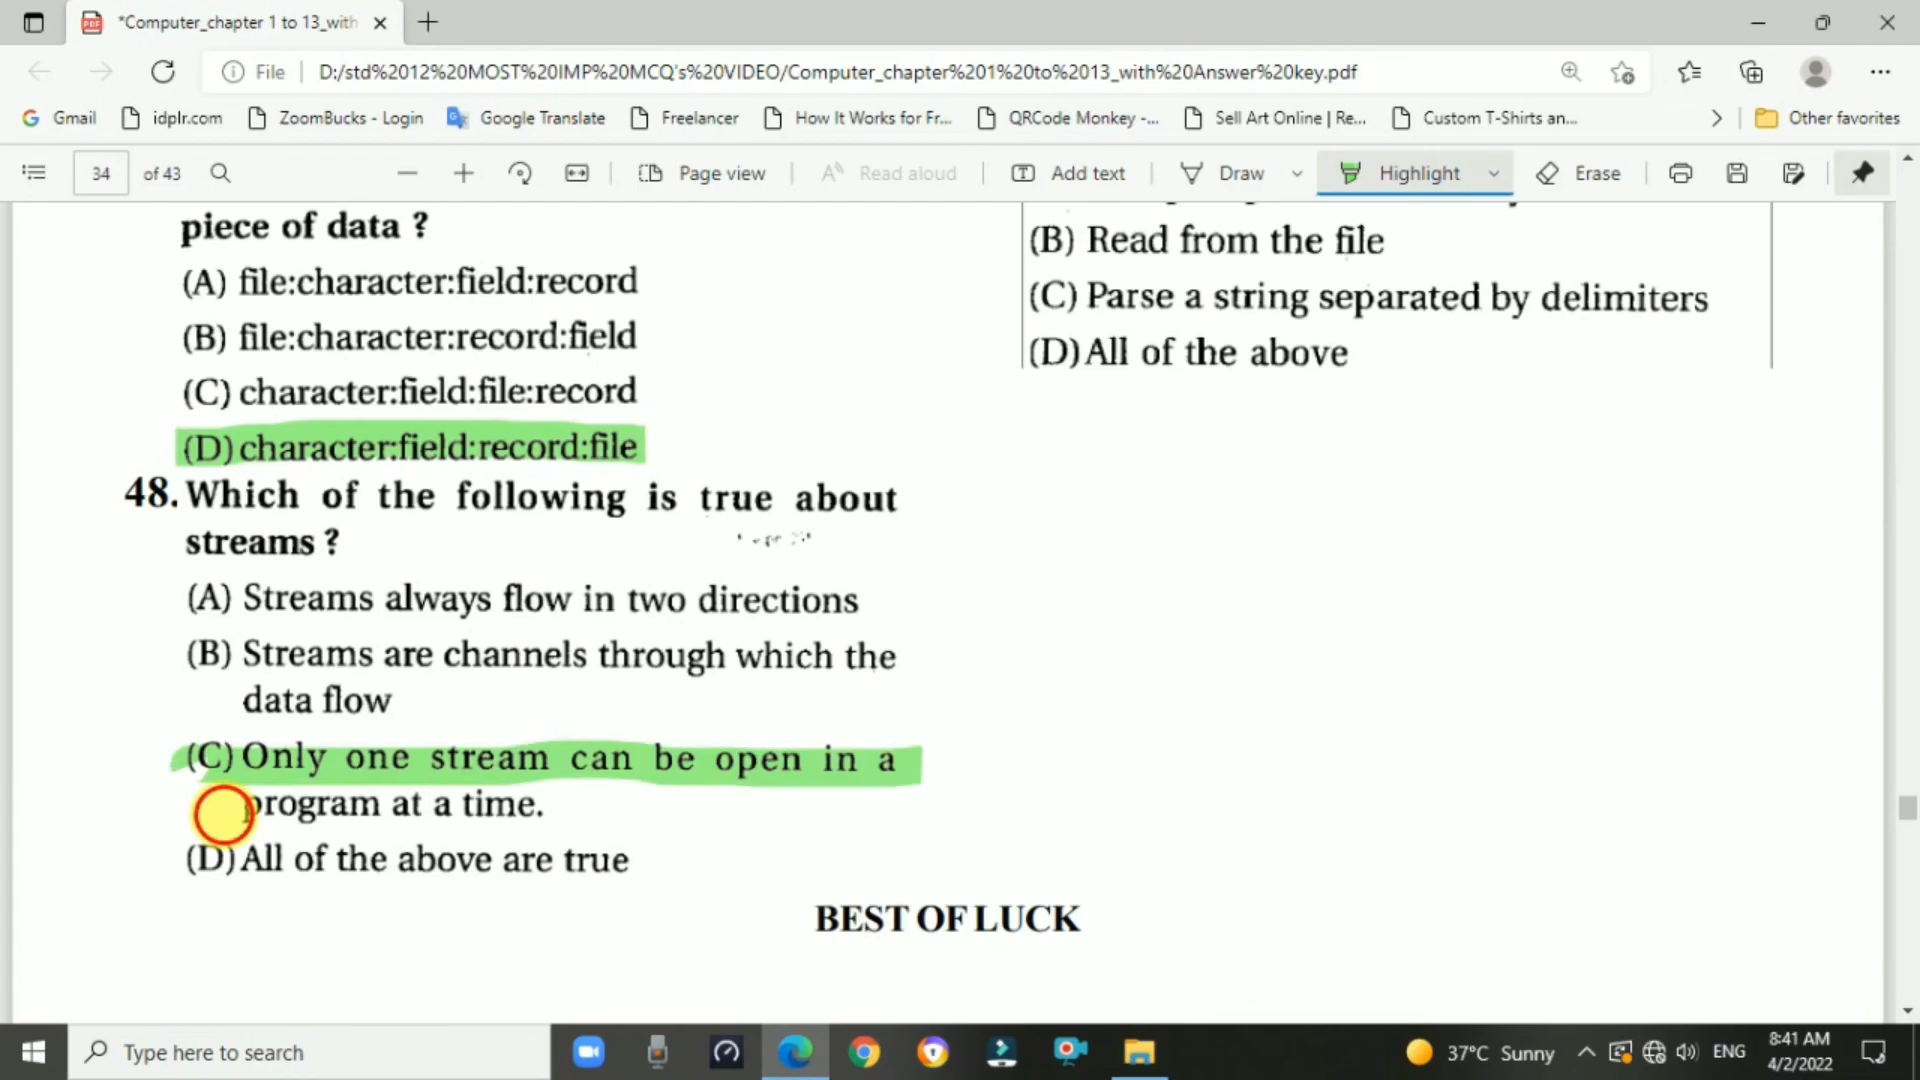 *Computer_chapter 1 to 13_with
File
D:/std%2012%20MOST%20IMP%20MCQ's%20VIDEO/Computer_chapter%201%20to%2013_with%20Answer%20key.pdf
Gmail
idplr.com
ZoomBucks - Login
Google Translate
Freelancer
How It Works for Fr...
QRCode Monkey -...
Sell Art Online | Re...
Custom T-Shirts an...
Other favorites
34 of 43
Page view
Read aloud
Add text
Draw
Highlight
Erase
piece of data ?
(A) file:character:field:record
(B) file:character:record:field
(C) character:field:file:record
(D) character:field:record:file
48. Which of the following is true about
streams ?
(A) Streams always flow in two directions
(B) Streams are channels through which the
data flow
(C) Only one stream can be open in a
program at a time.
(D) All of the above are true
(B) Read from the file
(C) Parse a string separated by delimiters
(D) All of the above
BEST OF LUCK
Type here to search
37°C Sunny
ENG
8:41 AM
4/2/2022